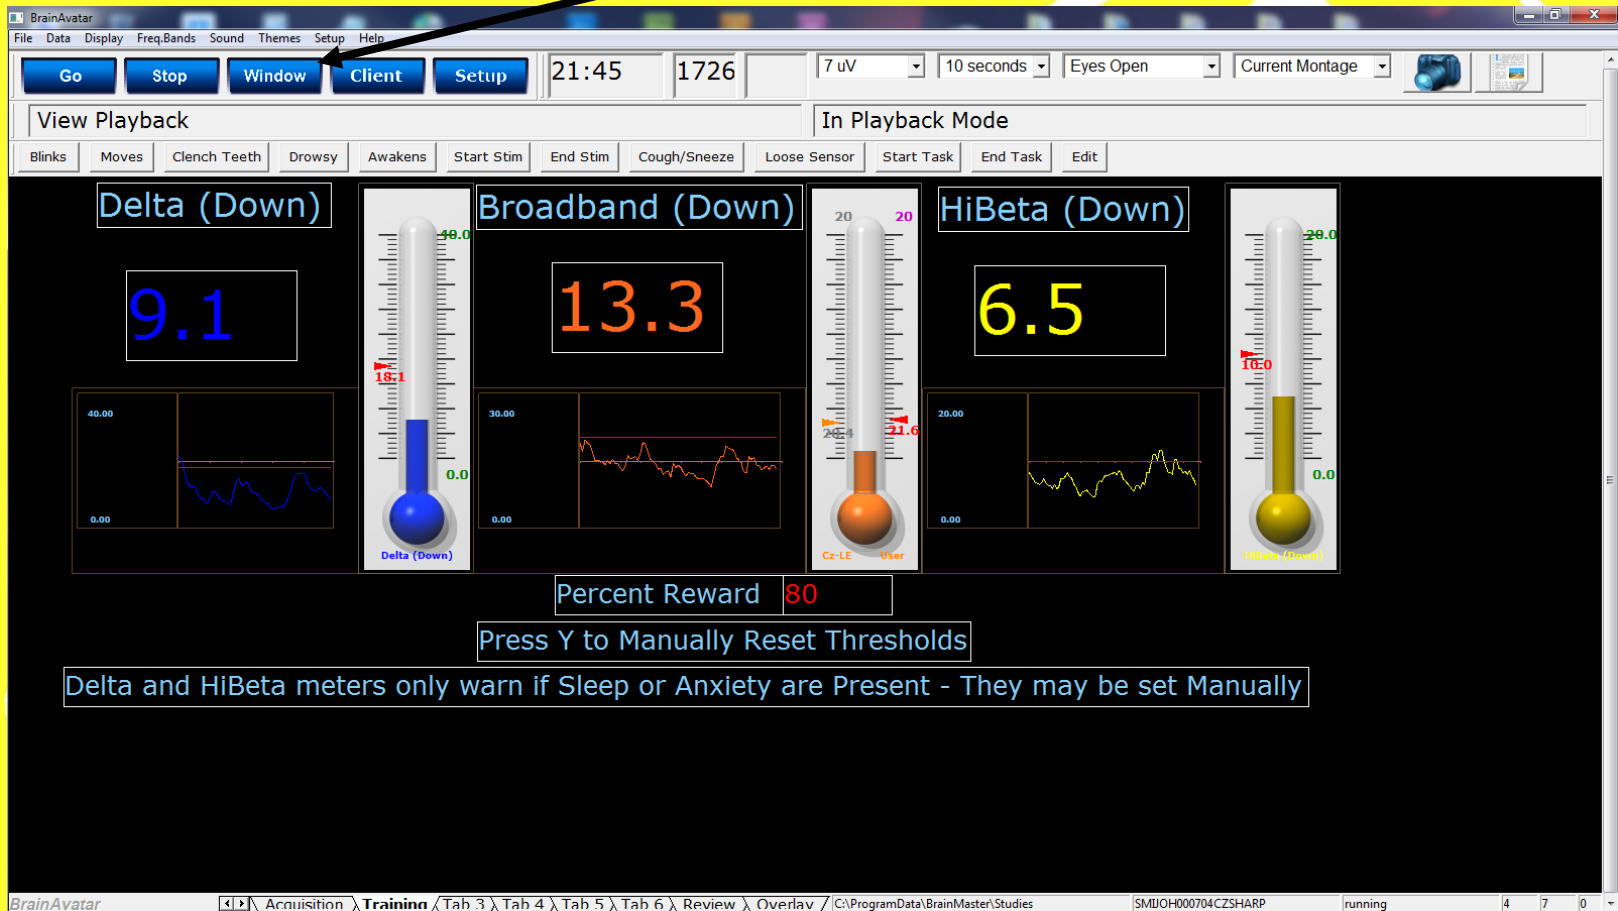 BrainAvatar
File Data Display Freq.Bands Sound Themes Setup Help
Go Stop Window Client Setup 21:45 1726 7 uV 10 seconds Eyes Open Current Montage
View Playback In Playback Mode
Blinks Moves Clench Teeth Drowsy Awakens Start Stim End Stim Cough/Sneeze Loose Sensor Start Task End Task Edit
Delta (Down) Broadband (Down) HiBeta (Down)
20 20
40.0 20.0
9.1 13.3 6.5
18.1 10.0
40.00 30.00 20.00
20.4 21.6
0.0 0.0
0.00 0.00 0.00
Delta (Down) Cz-LE User HiBeta (Down)
Percent Reward 80
Press Y to Manually Reset Thresholds
Delta and HiBeta meters only warn if Sleep or Anxiety are Present - They may be set Manually
BrainAvatar Acquisition Training Tab 3 Tab 4 Tab 5 Tab 6 Review Overlay C:\ProgramData\BrainMaster\Studies SMIJOH000704CZSHARP running 4 7 0